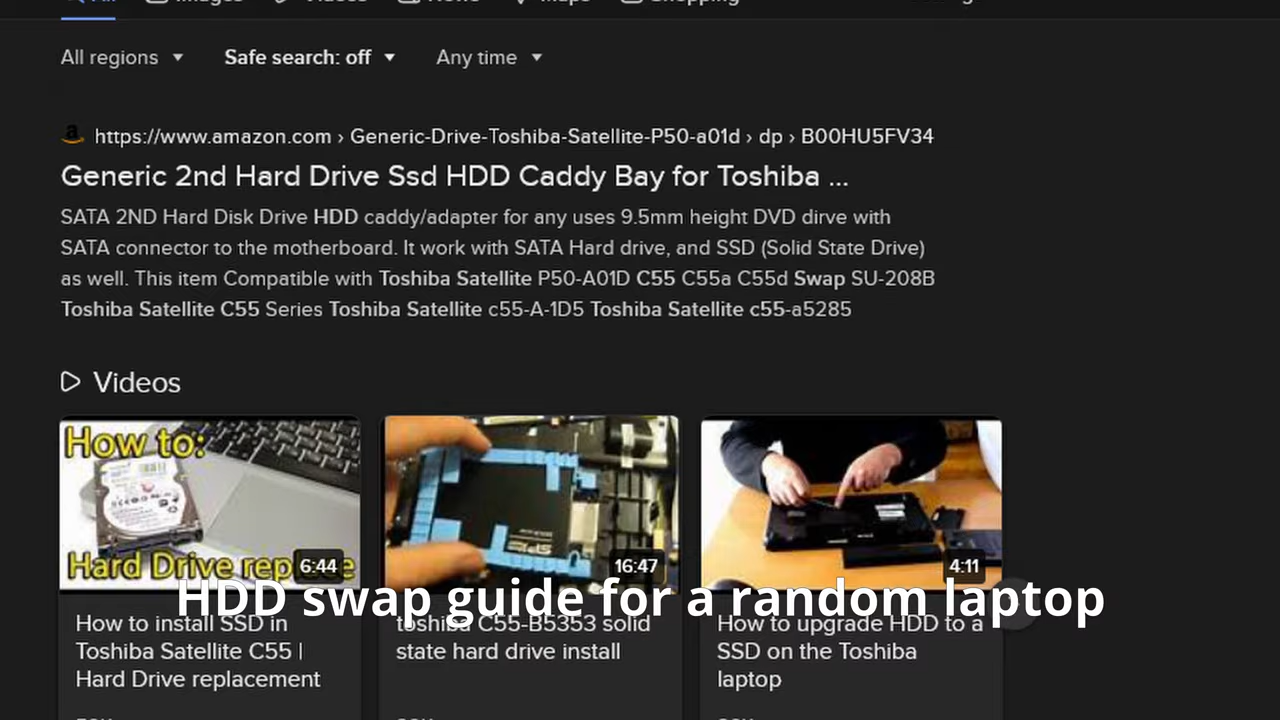 All Images Videos News Maps Shopping
All regions Safe search: off Any time
https://www.amazon.com › Generic-Drive-Toshiba-Satellite-P50-a01d › dp › B00HU5FV34
Generic 2nd Hard Drive Ssd HDD Caddy Bay for Toshiba ...
SATA 2ND Hard Disk Drive HDD caddy/adapter for any uses 9.5mm height DVD dirve with
SATA connector to the motherboard. It work with SATA Hard drive, and SSD (Solid State Drive)
as well. This item Compatible with Toshiba Satellite P50-A01D C55 C55a C55d Swap SU-208B
Toshiba Satellite C55 Series Toshiba Satellite c55-A-1D5 Toshiba Satellite c55-a5285
Videos
How to:
Hard Drive replace
6:44
16:47
4:11
HDD swap guide for a random laptop
How to install SSD in
Toshiba Satellite C55 |
Hard Drive replacement
toshiba C55-B5353 solid
state hard drive install
How to upgrade HDD to a
SSD on the Toshiba
laptop